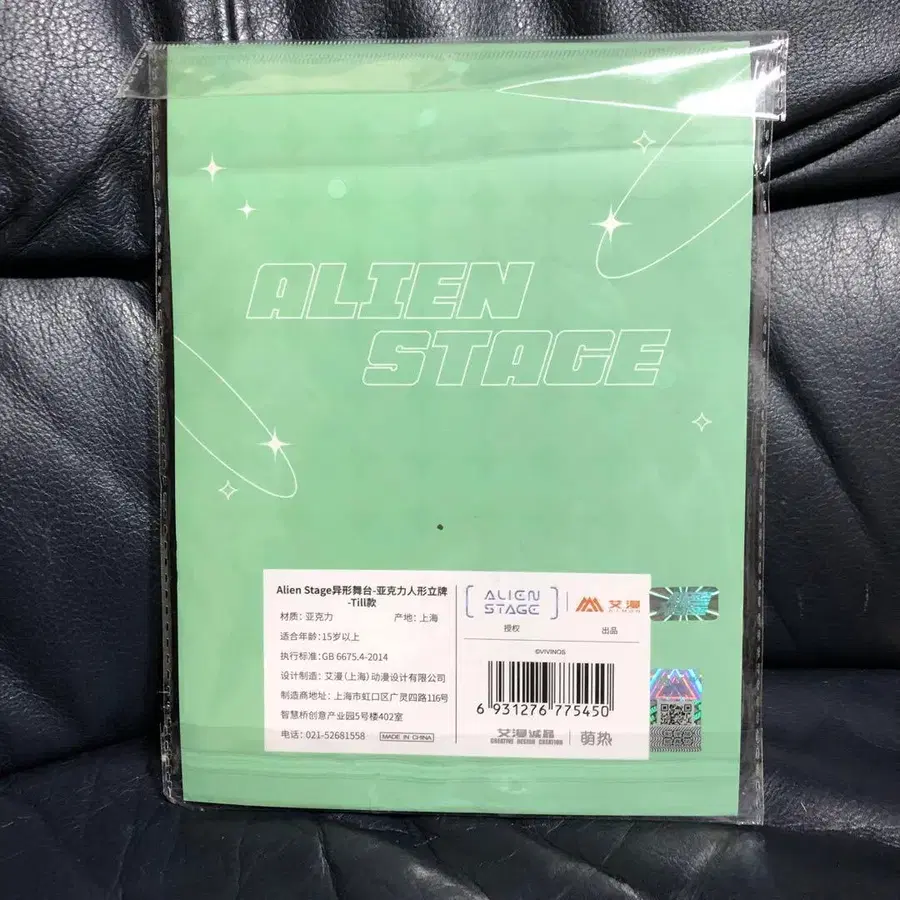 ALIEN
STAGE
Alien Stage异形舞台-亚克力人形立牌
-Till款
材质: 亚克力 产地: 上海
适合年龄:15岁以上
执行标准:GB 6675.4-2014
设计制造: 艾漫(上海)动漫设计有限公司
制造商地址: 上海市虹口区广灵四路116号
智慧桥创意产业园5号楼402室
电话: 021-52681558 MADE IN CHINA
ALIEN
STAGE
艾漫
授权 出品
©VIVINOS
6 931276 775450
艾漫诚品
CREATIVE DESIGN CREATION
萌热